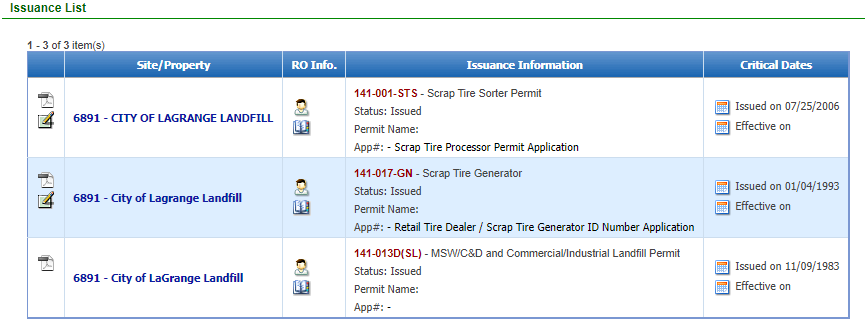 Issuance List
1 - 3 of 3 item(s)
Site/Property RO Info. Issuance Information Critical Dates
6891 - CITY OF LAGRANGE LANDFILL
141-001-STS - Scrap Tire Sorter Permit
Status: Issued
Permit Name:
App#: - Scrap Tire Processor Permit Application
Issued on 07/25/2006
Effective on
6891 - City of Lagrange Landfill
141-017-GN - Scrap Tire Generator
Status: Issued
Permit Name:
App#: - Retail Tire Dealer / Scrap Tire Generator ID Number Application
Issued on 01/04/1993
Effective on
6891 - City of LaGrange Landfill
141-013D(SL) - MSW/C&D and Commercial/Industrial Landfill Permit
Status: Issued
Permit Name:
App#: -
Issued on 11/09/1983
Effective on